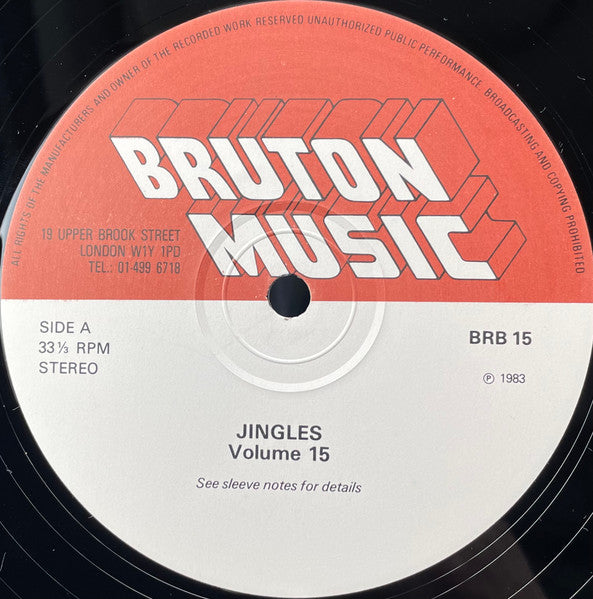 ALL RIGHTS OF THE MANUFACTURERS AND OWNER OF THE RECORDED WORK RESERVED UNAUTHORIZED PUBLIC PERFORMANCE BROADCASTING AND COPYING PROHIBITED
BRUTON
MUSIC
19 UPPER BROOK STREET
LONDON W1Y 1PD
TEL.: 01-499 6718
SIDE A
33⅓ RPM
STEREO
BRB 15
℗ 1983
JINGLES
Volume 15
See sleeve notes for details